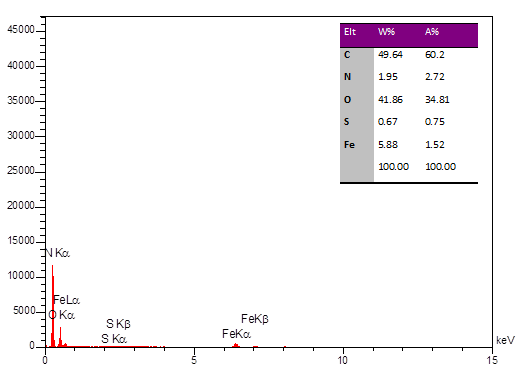 45000
40000
35000
30000
25000
20000
15000
10000
5000
0
Elt W% A%
C 49.64 60.2
N 1.95 2.72
O 41.86 34.81
S 0.67 0.75
Fe 5.88 1.52
100.00 100.00
N Kα
FeLα
O Kα
S Kβ
S Kα
FeKβ
FeKα
keV
0 5 10 15